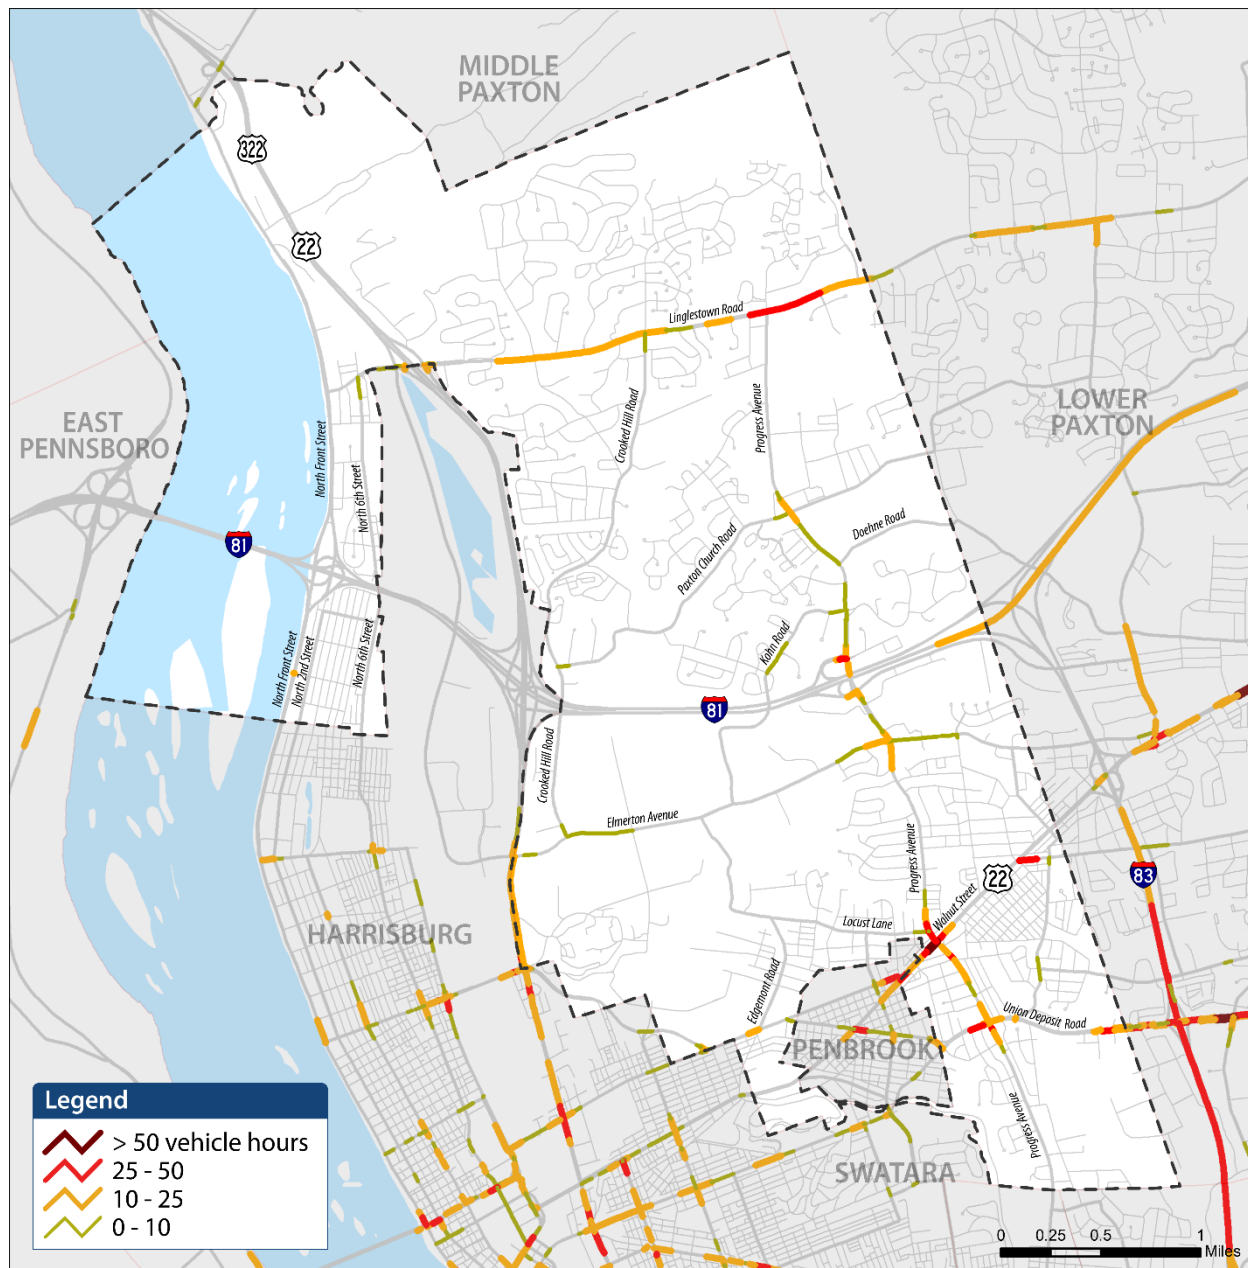 MIDDLE
PAXTON
322
22
Linglestown Road
EAST
PENNSBORO
LOWER
PAXTON
North Front Street
North 6th Street
Crooked Hill Road
Progress Avenue
Paxton Church Road
Doehne Road
81
Kohn Road
North Front Street
North 2nd Street
North 6th Street
81
Crooked Hill Road
Elmerton Avenue
Progress Avenue
22
83
Walnut Street
Locust Lane
HARRISBURG
Edgemont Road
Union Deposit Road
PENBROOK
Progress Avenue
SWATARA
Legend
> 50 vehicle hours
25 - 50
10 - 25
0 - 10
0 0.25 0.5 1
Miles